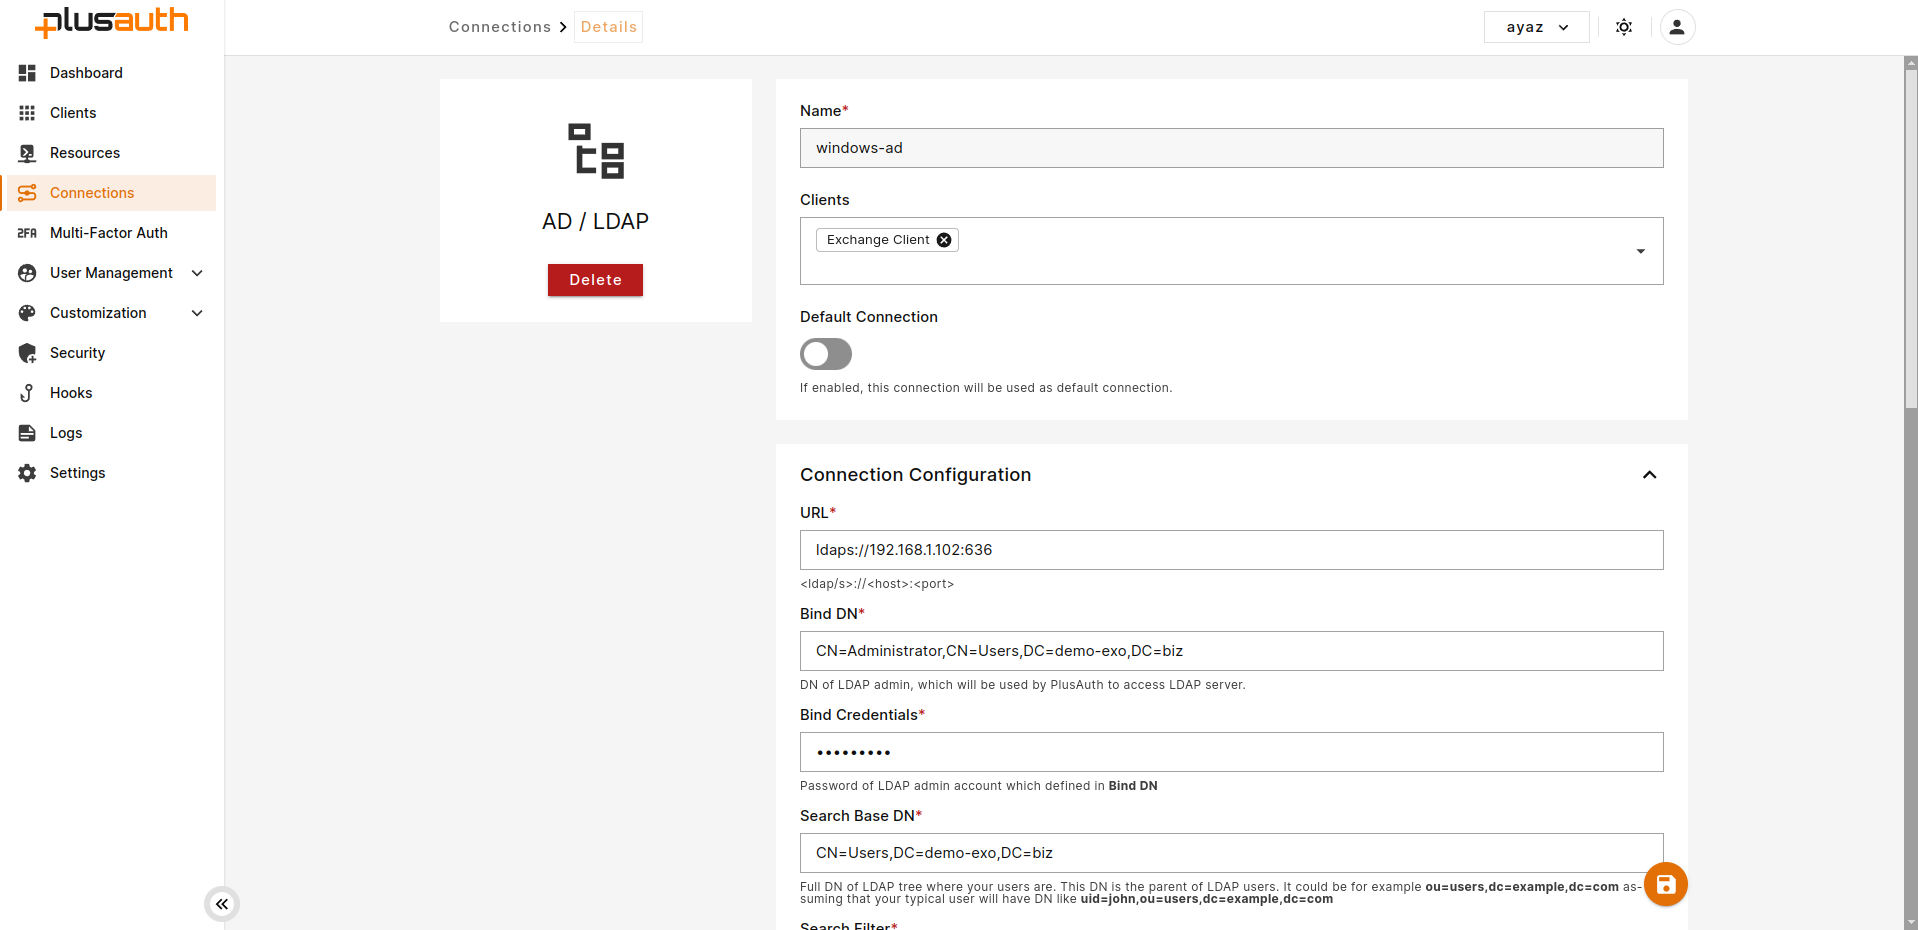 plusauth
Connections > Details
ayaz
Dashboard
Clients
Resources
Connections
2FA Multi-Factor Auth
User Management
Customization
Security
Hooks
Logs
Settings
AD / LDAP
Delete
Name*
windows-ad
Clients
Exchange Client
Default Connection
If enabled, this connection will be used as default connection.
Connection Configuration
URL*
ldaps://192.168.1.102:636
<ldap/s>://<host>:<port>
Bind DN*
CN=Administrator,CN=Users,DC=demo-exo,DC=biz
DN of LDAP admin, which will be used by PlusAuth to access LDAP server.
Bind Credentials*
•••••••••
Password of LDAP admin account which defined in Bind DN
Search Base DN*
CN=Users,DC=demo-exo,DC=biz
Full DN of LDAP tree where your users are. This DN is the parent of LDAP users. It could be for example ou=users,dc=example,dc=com as-
suming that your typical user will have DN like uid=john,ou=users,dc=example,dc=com
Search Filter*